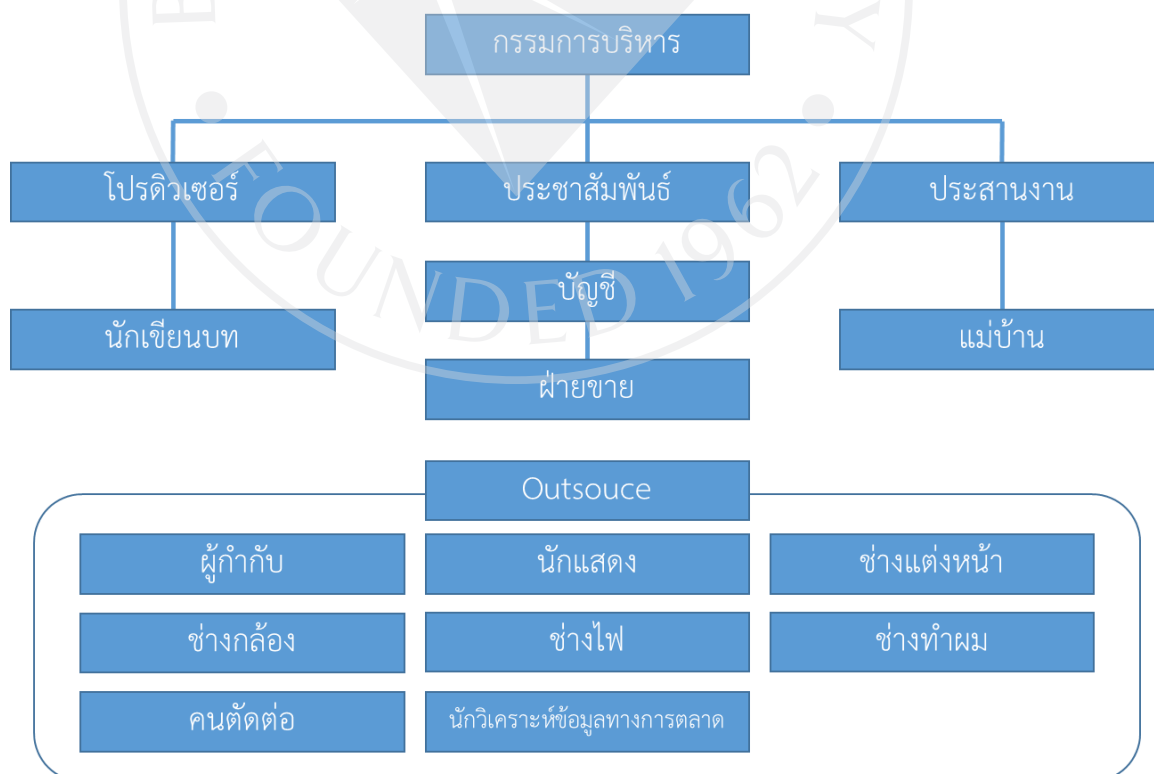 กรรมการบริหาร
โปรดิวเซอร์
ประชาสัมพันธ์
ประสานงาน
บัญชี
นักเขียนบท
แม่บ้าน
ฝ่ายขาย
Outsouce
ผู้กำกับ
นักแสดง
ช่างแต่งหน้า
ช่างกล้อง
ช่างไฟ
ช่างทำผม
คนตัดต่อ
นักวิเคราะห์ข้อมูลทางการตลาด
FOUNDED 1962